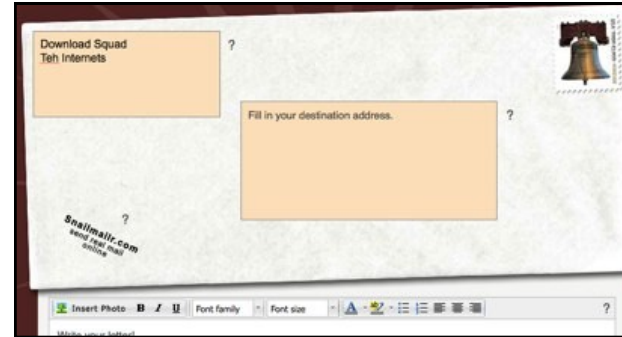 Download Squad
Teh Internets
?
Fill in your destination address.
?
?
Snailmailr.com
send real mail
online
Insert Photo B I U Font family Font size A
?
Write your letter!